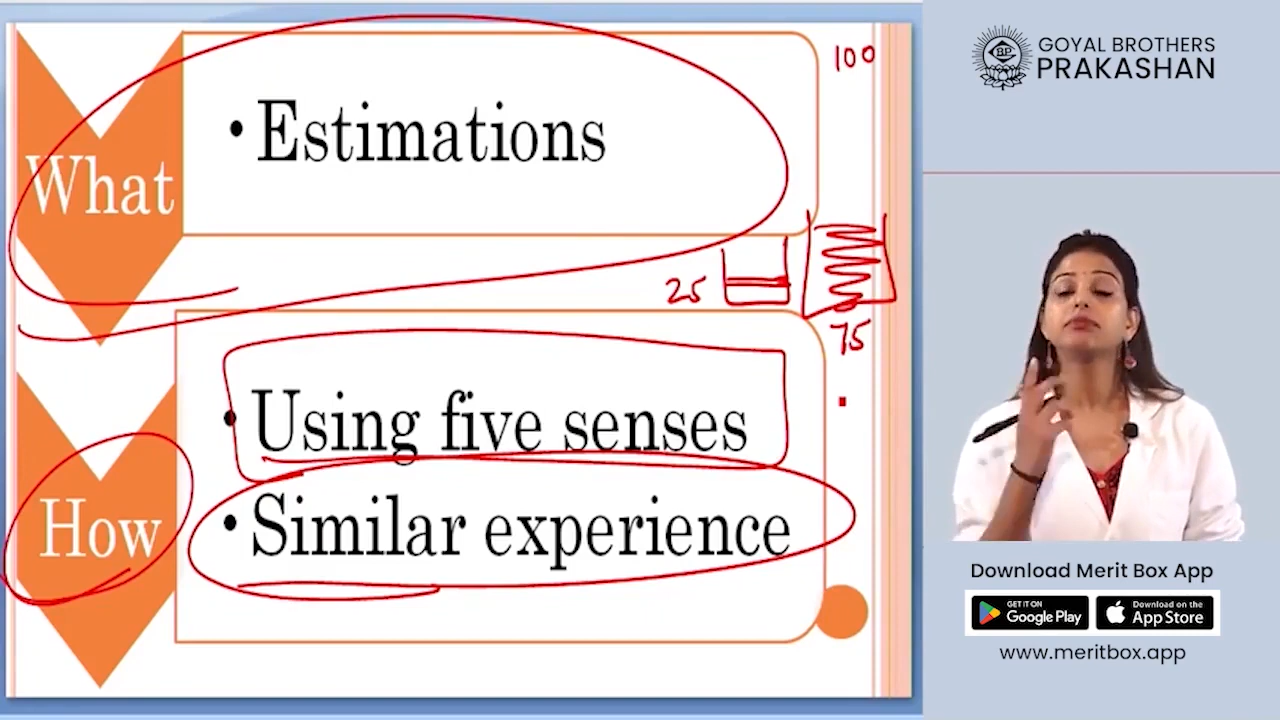 What
• Estimations
100
25
75
How
• Using five senses
• Similar experience
GBP
GOYAL BROTHERS
PRAKASHAN
Download Merit Box App
GET IT ON
Google Play
Download on the
App Store
www.meritbox.app